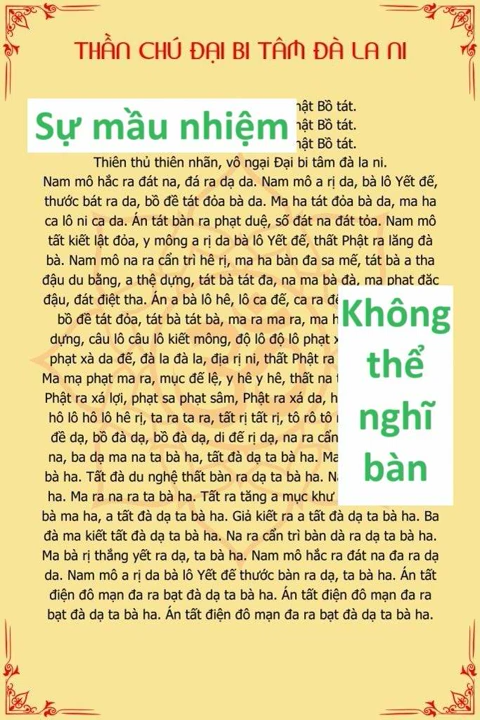 THẦN CHÚ ĐẠI BI TÂM ĐÀ LA NI
Bồ tát.
Sự mầu nhiệm
Bồ tát.
Bồ tát.
Thiên thủ thiên nhãn, vô ngại Đại bi tâm đà la ni.
Nam mô hắc ra đát na, đá ra dạ da. Nam mô a rị da, bà lô Yết đế,
thước bát ra da, bồ đề tát đỏa bà da. Ma ha tát đỏa bà da, ma ha
ca lô ni ca da. Án tát bàn ra phạt duệ, số đát na đát tỏa. Nam mô
tất kiết lật đỏa, y mông a rị da bà lô Yết đế, thất Phật ra lăng đà
bà. Nam mô na ra cẩn trì hê rị, ma ha bàn đa sa mế, tát bà a tha
đậu du bằng, a thệ dựng, tát bà tát đa, na ma bà đà, ma phạt đặc
đậu, đát điệt tha. Án a bà lô hê, lô ca đế, ca ra đế
bồ đề tát đỏa, tát bà tát bà, ma ra ma ra, ma
Không
thể
nghĩ
bàn
dựng, câu lô câu lô kiết mông, độ lô độ lô phạt
phạt xà da đế, đà la đà la, địa rị ni, thất Phật ra
Ma mạ phạt ma ra, mục đế lệ, y hê y hê, thất na
Phật ra xá lợi, phạt sa phạt sâm, Phật ra xá da,
hô lô hô lô hê rị, ta ra ta ra, tất rị tất rị, tô rô tô
đề dạ, bồ đà dạ, bồ đà dạ, di đế rị dạ, na ra cẩn
na, ba dạ ma na ta bà ha, tất đà dạ ta bà ha. Ma
bà ha. Tất đà du nghệ thất bàn ra dạ ta bà ha.
ha. Ma ra na ra ta bà ha. Tất ra tăng a mục khư
bà ma ha, a tất đà dạ ta bà ha. Giả kiết ra a tất đà dạ ta bà ha. Ba
đà ma kiết tất đà dạ ta bà ha. Na ra cẩn trì bàn dà ra dạ ta bà ha.
Ma bà rị thắng yết ra dạ, ta bà ha. Nam mô hắc ra đát na đa ra dạ
da. Nam mô a rị da bà lô Yết đế thước bàn ra dạ, ta bà ha. Án tất
điện đô mạn đa ra bạt đà dạ ta bà ha. Án tất điện đô mạn đa ra
bạt đà dạ ta bà ha. Án tất điện đô mạn đa ra bạt đà dạ ta bà ha.